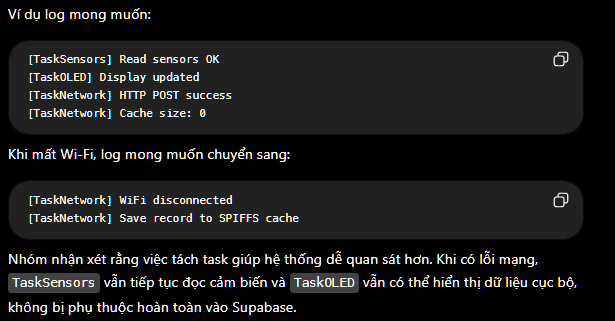 Ví dụ log mong muốn:
[TaskSensors] Read sensors OK
[TaskOLED] Display updated
[TaskNetwork] HTTP POST success
[TaskNetwork] Cache size: 0
Khi mất Wi-Fi, log mong muốn chuyển sang:
[TaskNetwork] WiFi disconnected
[TaskNetwork] Save record to SPIFFS cache
Nhóm nhận xét rằng việc tách task giúp hệ thống dễ quan sát hơn. Khi có lỗi mạng,
TaskSensors vẫn tiếp tục đọc cảm biến và TaskOLED vẫn có thể hiển thị dữ liệu cục bộ,
không bị phụ thuộc hoàn toàn vào Supabase.